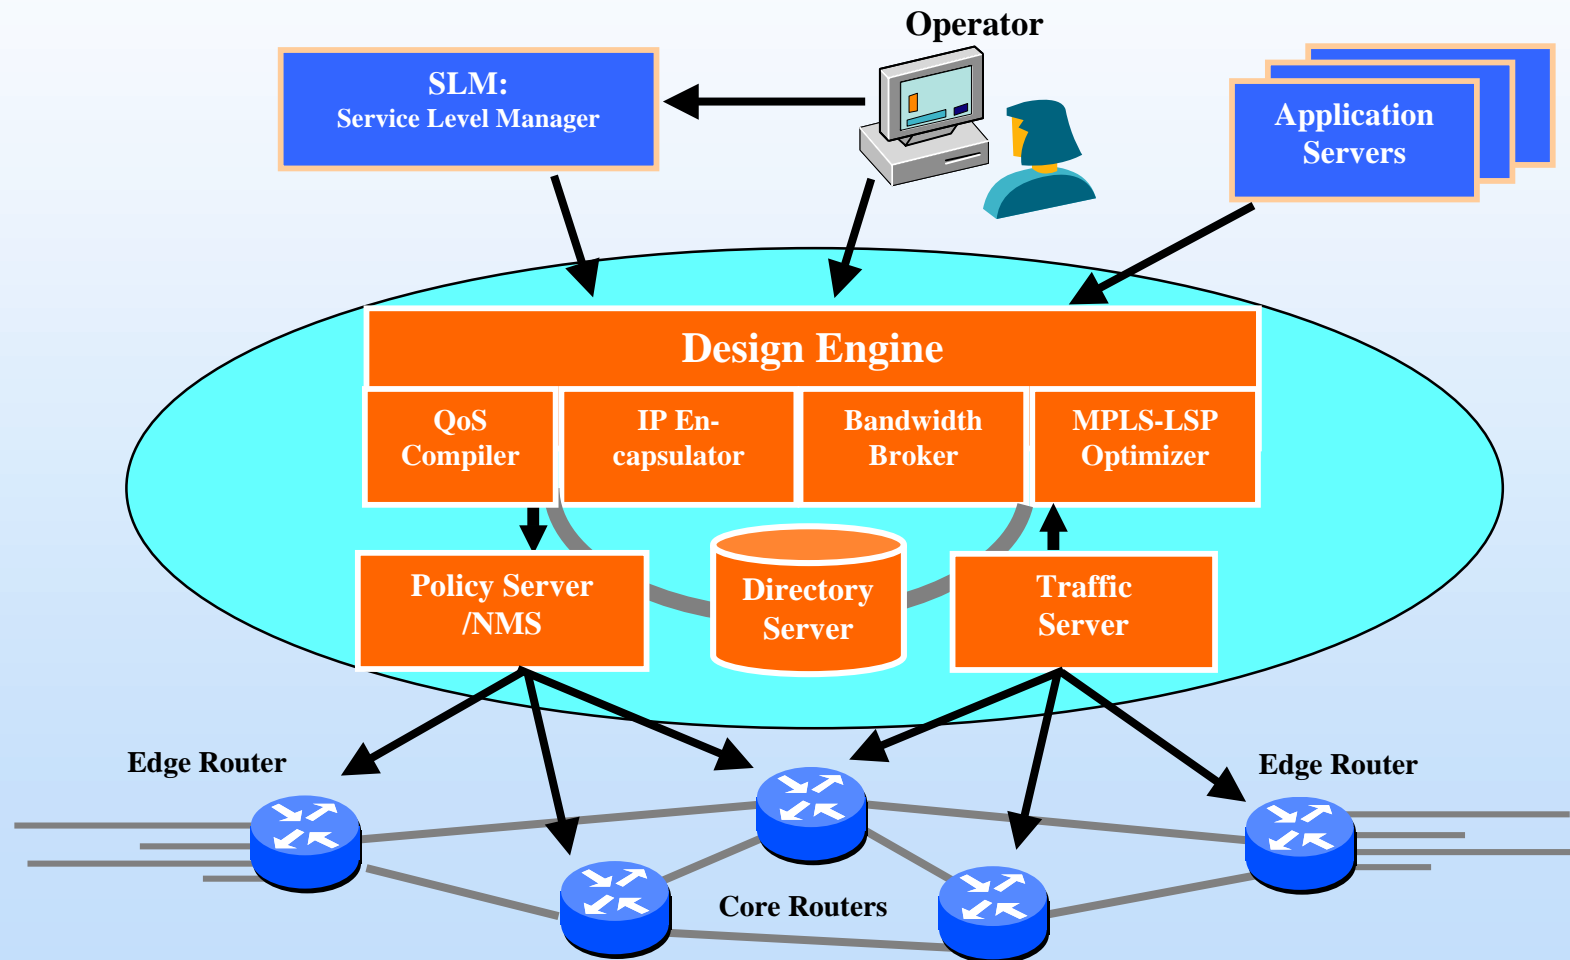 Operator
SLM:
Service Level Manager
Application
Servers
Design Engine
QoS
Compiler
IP En-
capsulator
Bandwidth
Broker
MPLS-LSP
Optimizer
Policy Server
/NMS
Directory
Server
Traffic
Server
Edge Router
Edge Router
Core Routers